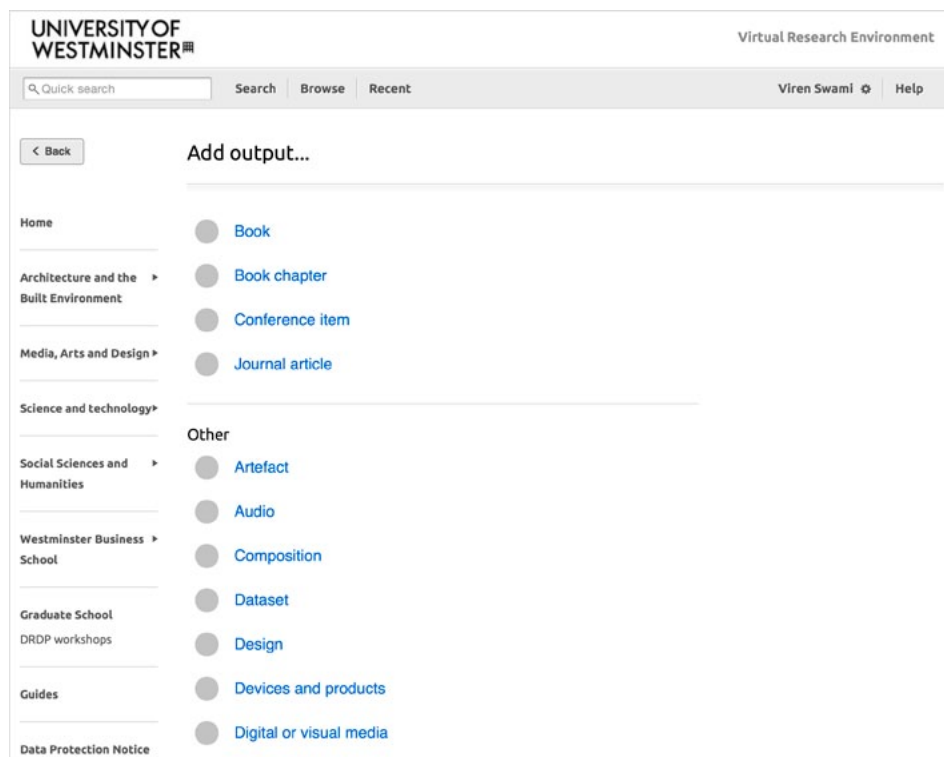 UNIVERSITY OF
WESTMINSTER
Virtual Research Environment
Quick search
Search
Browse
Recent
Viren Swami
Help
< Back
Add output...
Home
Architecture and the
Built Environment
Media, Arts and Design
Science and technology
Social Sciences and
Humanities
Westminster Business
School
Graduate School
DRDP workshops
Guides
Data Protection Notice
Book
Book chapter
Conference item
Journal article
Other
Artefact
Audio
Composition
Dataset
Design
Devices and products
Digital or visual media